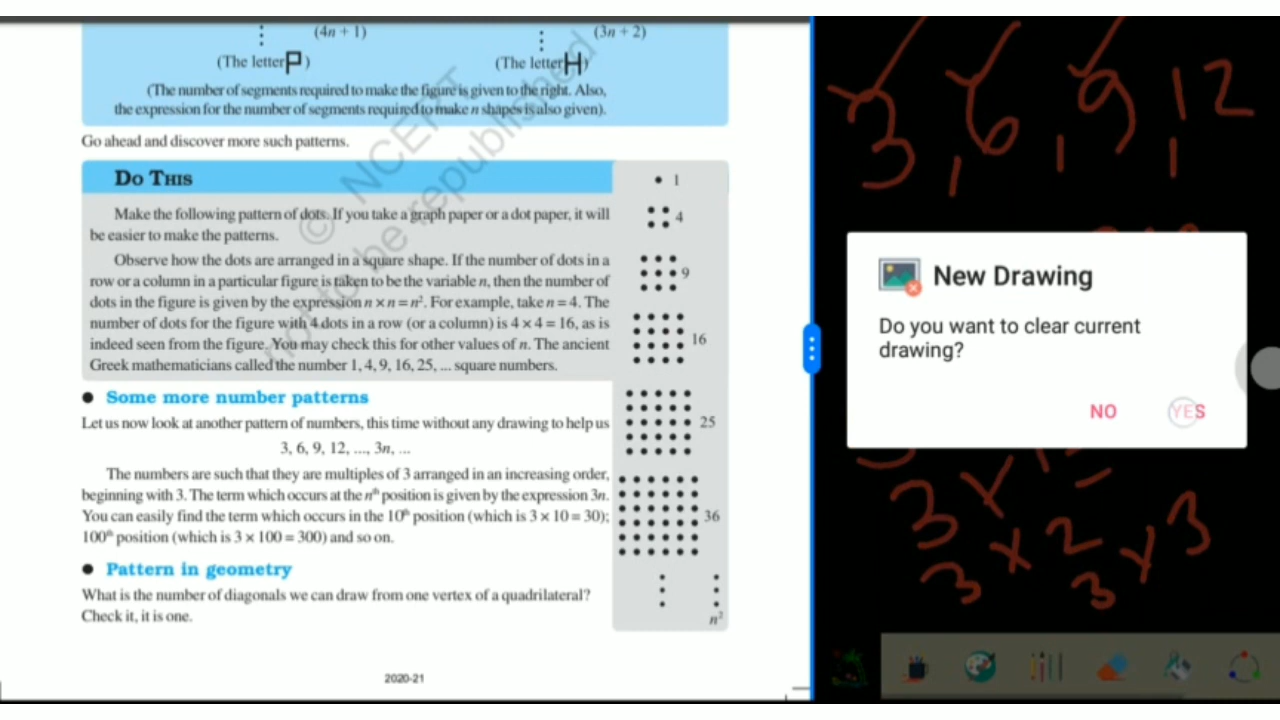 (4n + 1) (3n + 2)
(The letter P) (The letter H)
(The number of segments required to make the figure is given to the right. Also,
the expression for the number of segments required to make n shapes is also given).
Go ahead and discover more such patterns.
DO THIS
Make the following pattern of dots. If you take a graph paper or a dot paper, it will
be easier to make the patterns.
Observe how the dots are arranged in a square shape. If the number of dots in a
row or a column in a particular figure is taken to be the variable n, then the number of
dots in the figure is given by the expression n × n = n². For example, take n = 4. The
number of dots for the figure with 4 dots in a row (or a column) is 4 × 4 = 16, as is
indeed seen from the figure. You may check this for other values of n. The ancient
Greek mathematicians called the number 1, 4, 9, 16, 25, ... square numbers.
1
4
9
16
25
36
n²
● Some more number patterns
Let us now look at another pattern of numbers, this time without any drawing to help us
3, 6, 9, 12, ..., 3n, ...
The numbers are such that they are multiples of 3 arranged in an increasing order,
beginning with 3. The term which occurs at the nth position is given by the expression 3n.
You can easily find the term which occurs in the 10th position (which is 3 × 10 = 30);
100th position (which is 3 × 100 = 300) and so on.
● Pattern in geometry
What is the number of diagonals we can draw from one vertex of a quadrilateral?
Check it, it is one.
2020-21
© NCERT
not to be republished
3, 6, 9, 12
New Drawing
Do you want to clear current
drawing?
NO YES
3 × 1 =
3 × 2
3 × 3